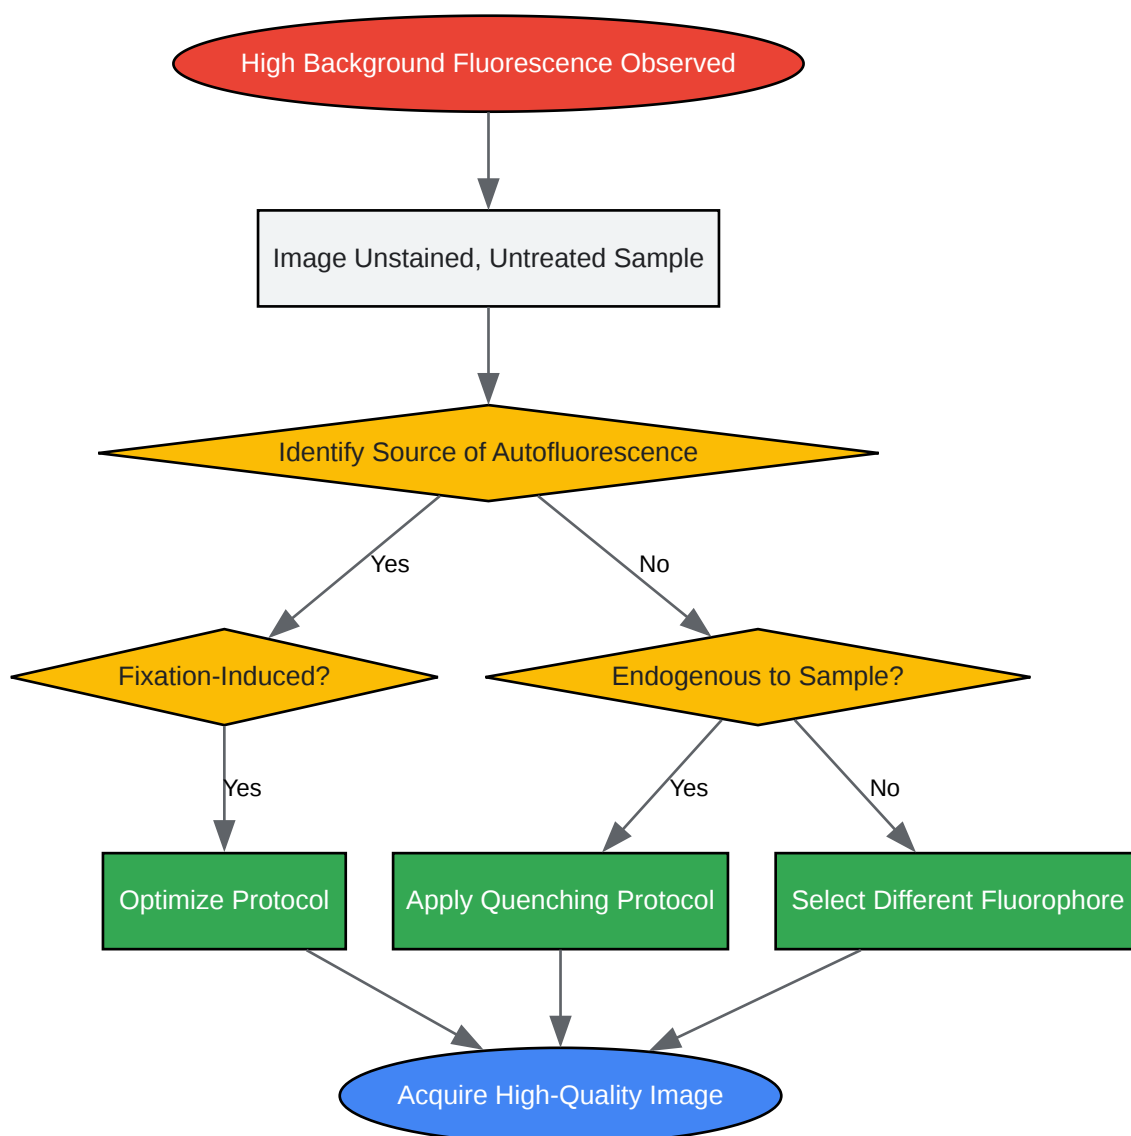 High Background Fluorescence Observed
Image Unstained, Untreated Sample
Identify Source of Autofluorescence
Yes
No
Fixation-Induced?
Endogenous to Sample?
Yes
Yes
No
Optimize Protocol
Apply Quenching Protocol
Select Different Fluorophore
Acquire High-Quality Image